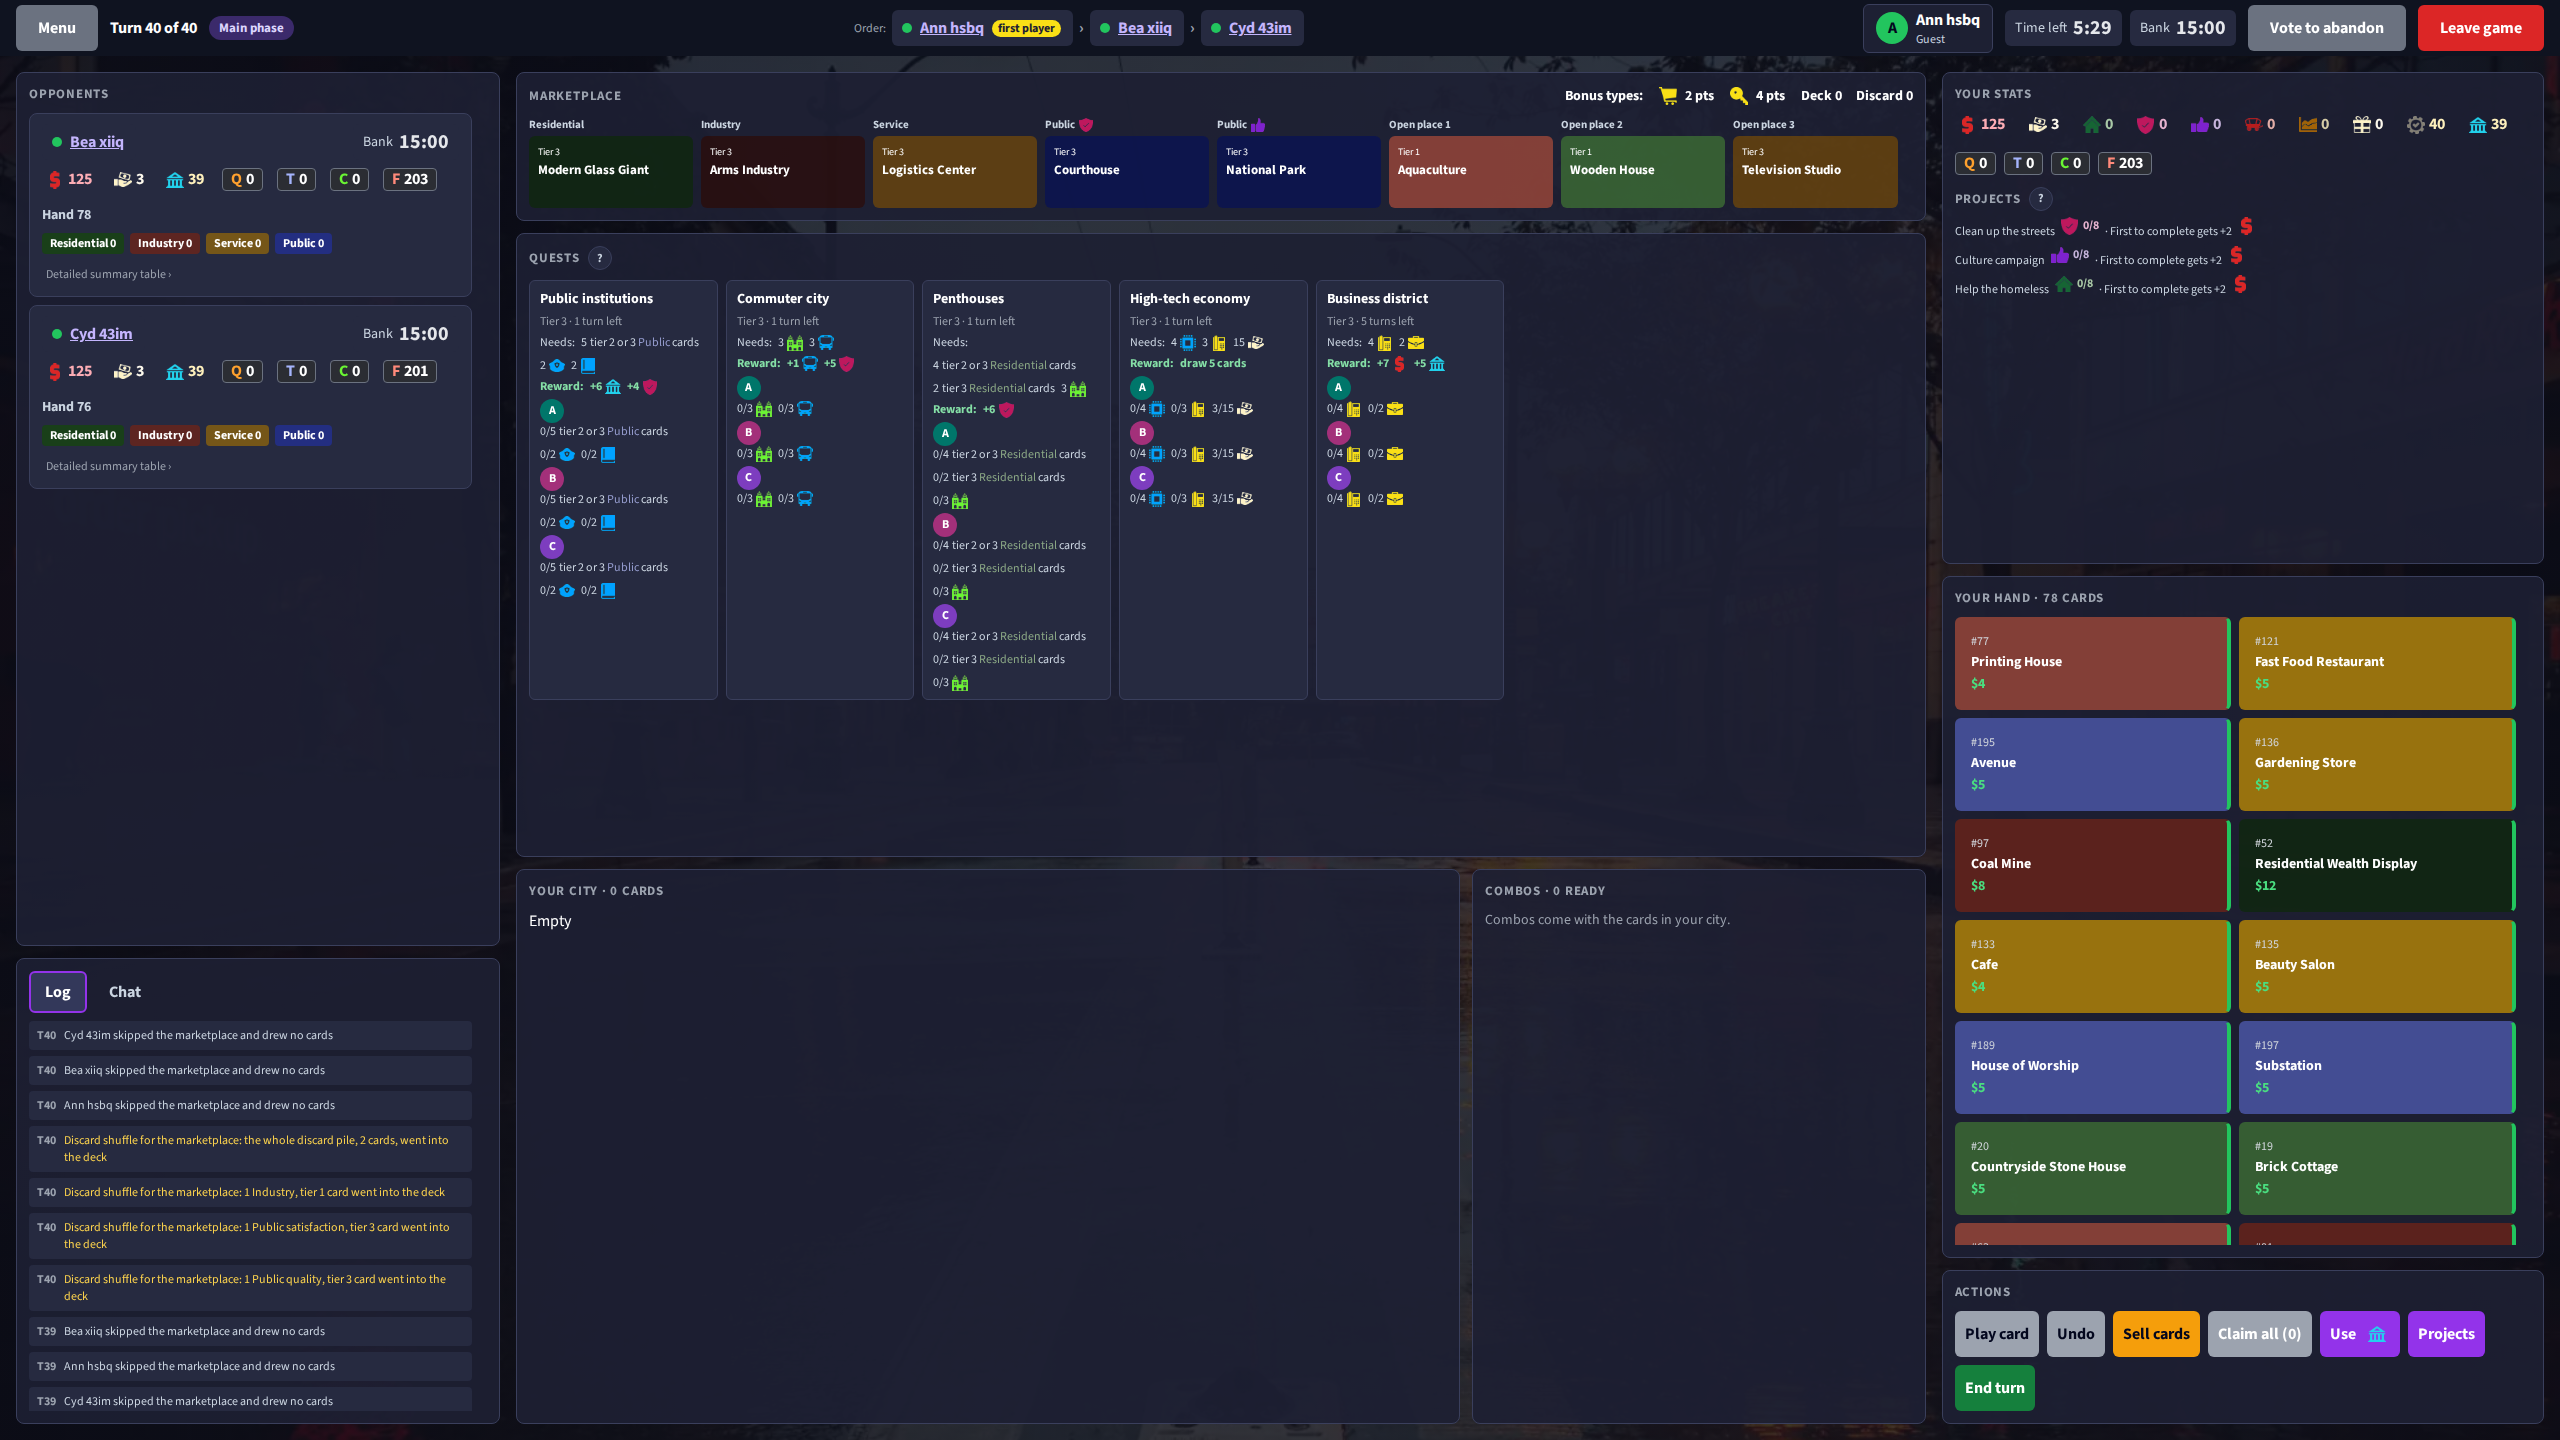 Menu
Turn 40 of 40
Main phase
Order:
Ann hsbq first player
›
Bea xiiq
›
Cyd 43im
A
Ann hsbq
Guest
Time left 5:29
Bank 15:00
Vote to abandon
Leave game
OPPONENTS
Bea xiiq
Bank 15:00
125 3 39 Q 0 T 0 C 0 F 203
Hand 78
Residential 0 Industry 0 Service 0 Public 0
Detailed summary table ›
Cyd 43im
Bank 15:00
125 3 39 Q 0 T 0 C 0 F 201
Hand 76
Residential 0 Industry 0 Service 0 Public 0
Detailed summary table ›
Log
Chat
T40 Cyd 43im skipped the marketplace and drew no cards
T40 Bea xiiq skipped the marketplace and drew no cards
T40 Ann hsbq skipped the marketplace and drew no cards
T40 Discard shuffle for the marketplace: the whole discard pile, 2 cards, went into
the deck
T40 Discard shuffle for the marketplace: 1 Industry, tier 1 card went into the deck
T40 Discard shuffle for the marketplace: 1 Public satisfaction, tier 3 card went into
the deck
T40 Discard shuffle for the marketplace: 1 Public quality, tier 3 card went into the
deck
T39 Bea xiiq skipped the marketplace and drew no cards
T39 Ann hsbq skipped the marketplace and drew no cards
T39 Cyd 43im skipped the marketplace and drew no cards
MARKETPLACE
Bonus types: 2 pts 4 pts Deck 0 Discard 0
Residential
Tier 3
Modern Glass Giant
Industry
Tier 3
Arms Industry
Service
Tier 3
Logistics Center
Public
Tier 3
Courthouse
Public
Tier 3
National Park
Open place 1
Tier 1
Aquaculture
Open place 2
Tier 1
Wooden House
Open place 3
Tier 3
Television Studio
QUESTS ?
Public institutions
Tier 3 · 1 turn left
Needs: 5 tier 2 or 3 Public cards
2 2
Reward: +6 +4
A
0/5 tier 2 or 3 Public cards
0/2 0/2
B
0/5 tier 2 or 3 Public cards
0/2 0/2
C
0/5 tier 2 or 3 Public cards
0/2 0/2
Commuter city
Tier 3 · 1 turn left
Needs: 3 3
Reward: +1 +5
A
0/3 0/3
B
0/3 0/3
C
0/3 0/3
Penthouses
Tier 3 · 1 turn left
Needs:
4 tier 2 or 3 Residential cards
2 tier 3 Residential cards 3
Reward: +6
A
0/4 tier 2 or 3 Residential cards
0/2 tier 3 Residential cards
0/3
B
0/4 tier 2 or 3 Residential cards
0/2 tier 3 Residential cards
0/3
C
0/4 tier 2 or 3 Residential cards
0/2 tier 3 Residential cards
0/3
High-tech economy
Tier 3 · 1 turn left
Needs: 4 3 15
Reward: draw 5 cards
A
0/4 0/3 3/15
B
0/4 0/3 3/15
C
0/4 0/3 3/15
Business district
Tier 3 · 5 turns left
Needs: 4 2
Reward: +7 +5
A
0/4 0/2
B
0/4 0/2
C
0/4 0/2
YOUR CITY · 0 CARDS
Empty
COMBOS · 0 READY
Combos come with the cards in your city.
YOUR STATS
125 3 0 0 0 0 0 0 40 39
Q 0 T 0 C 0 F 203
PROJECTS ?
Clean up the streets 0/8 · First to complete gets +2
Culture campaign 0/8 · First to complete gets +2
Help the homeless 0/8 · First to complete gets +2
YOUR HAND · 78 CARDS
#77
Printing House
$4
#121
Fast Food Restaurant
$5
#195
Avenue
$5
#136
Gardening Store
$5
#97
Coal Mine
$8
#52
Residential Wealth Display
$12
#133
Cafe
$4
#135
Beauty Salon
$5
#189
House of Worship
$5
#197
Substation
$5
#20
Countryside Stone House
$5
#19
Brick Cottage
$5
ACTIONS
Play card
Undo
Sell cards
Claim all (0)
Use
Projects
End turn